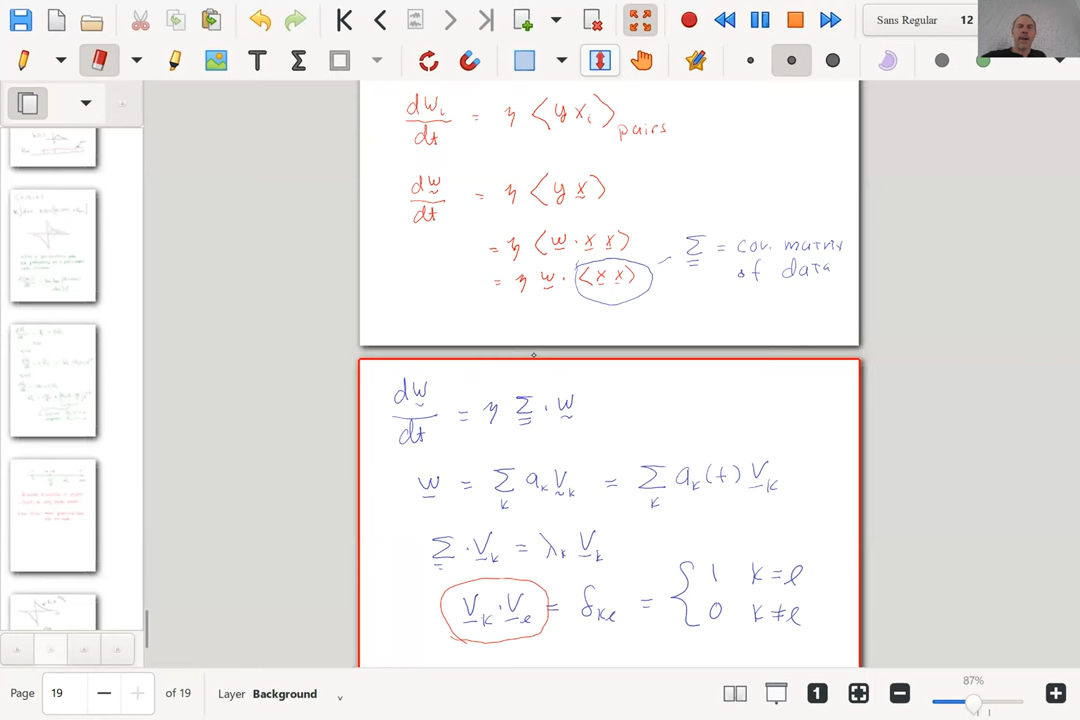 Sans Regular 12
dw_i/dt = η ⟨y x_i⟩ pairs
dw/dt = η ⟨y x⟩
= η ⟨w · x x⟩
= η w · ⟨x x⟩
Σ = cov. matrix
of data
dw/dt = η Σ · w
w = Σ_k a_k V_k = Σ_k a_k(t) V_k
Σ · V_k = λ_k V_k
V_k · V_l = δ_kl = { 1 k = l
0 k ≠ l
Page 19 of 19 Layer Background 1 87%